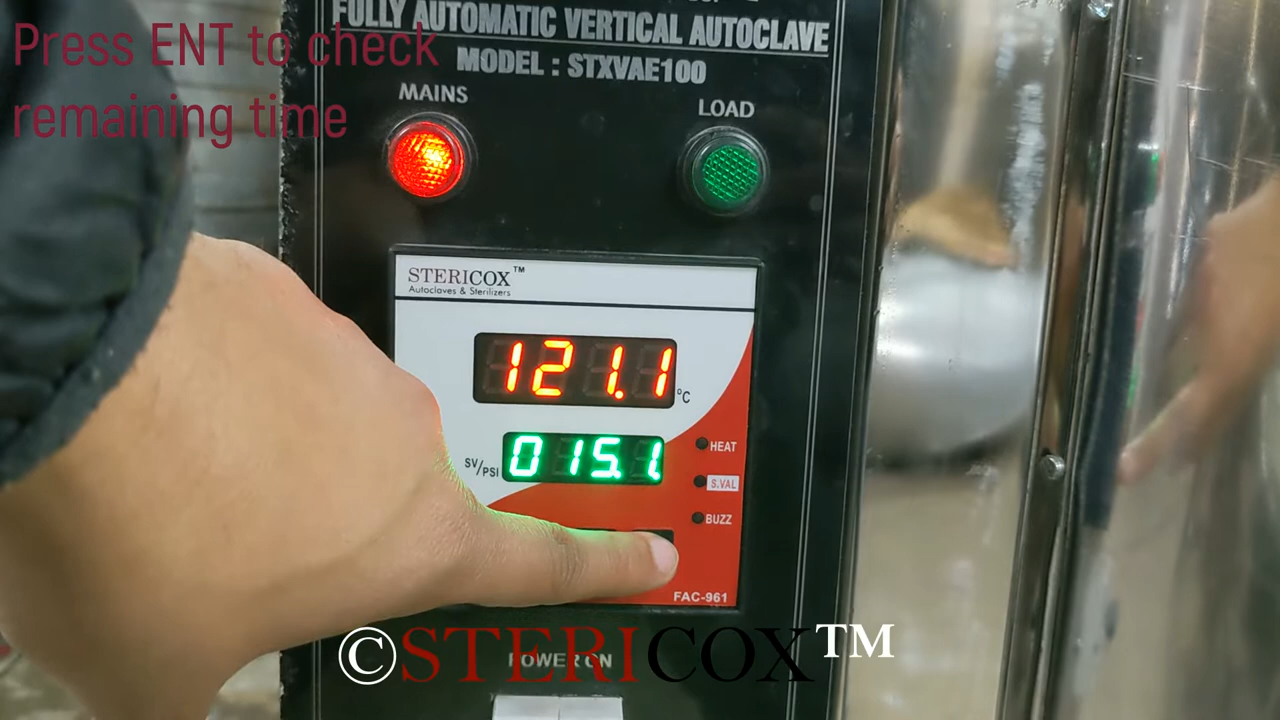 Press ENT to check
remaining time
FULLY AUTOMATIC VERTICAL AUTOCLAVE
MODEL : STXVAE100
MAINS
LOAD
STERICOX™
Autoclaves & Sterilizers
121.1
°C
SV/PSI
015.1
HEAT
S.VAL
BUZZ
FAC-961
©STERICOX™
POWER ON